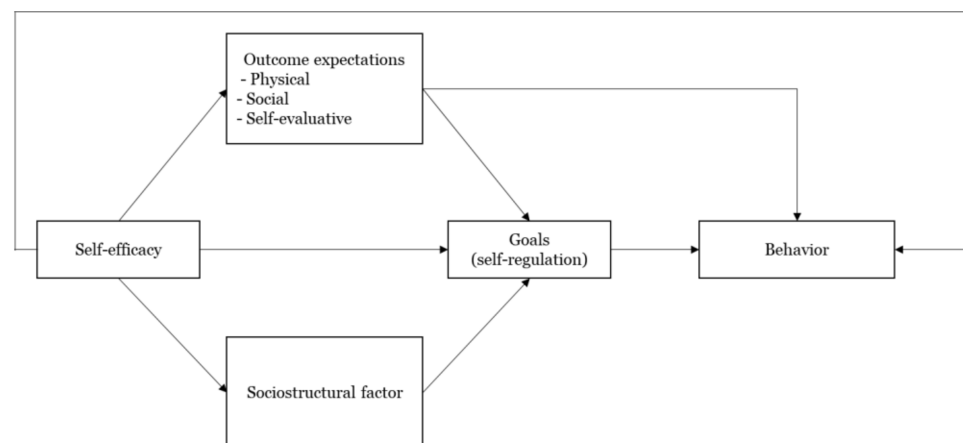 Outcome expectations
- Physical
- Social
- Self-evaluative
Self-efficacy
Goals
(self-regulation)
Behavior
Sociostructural factor